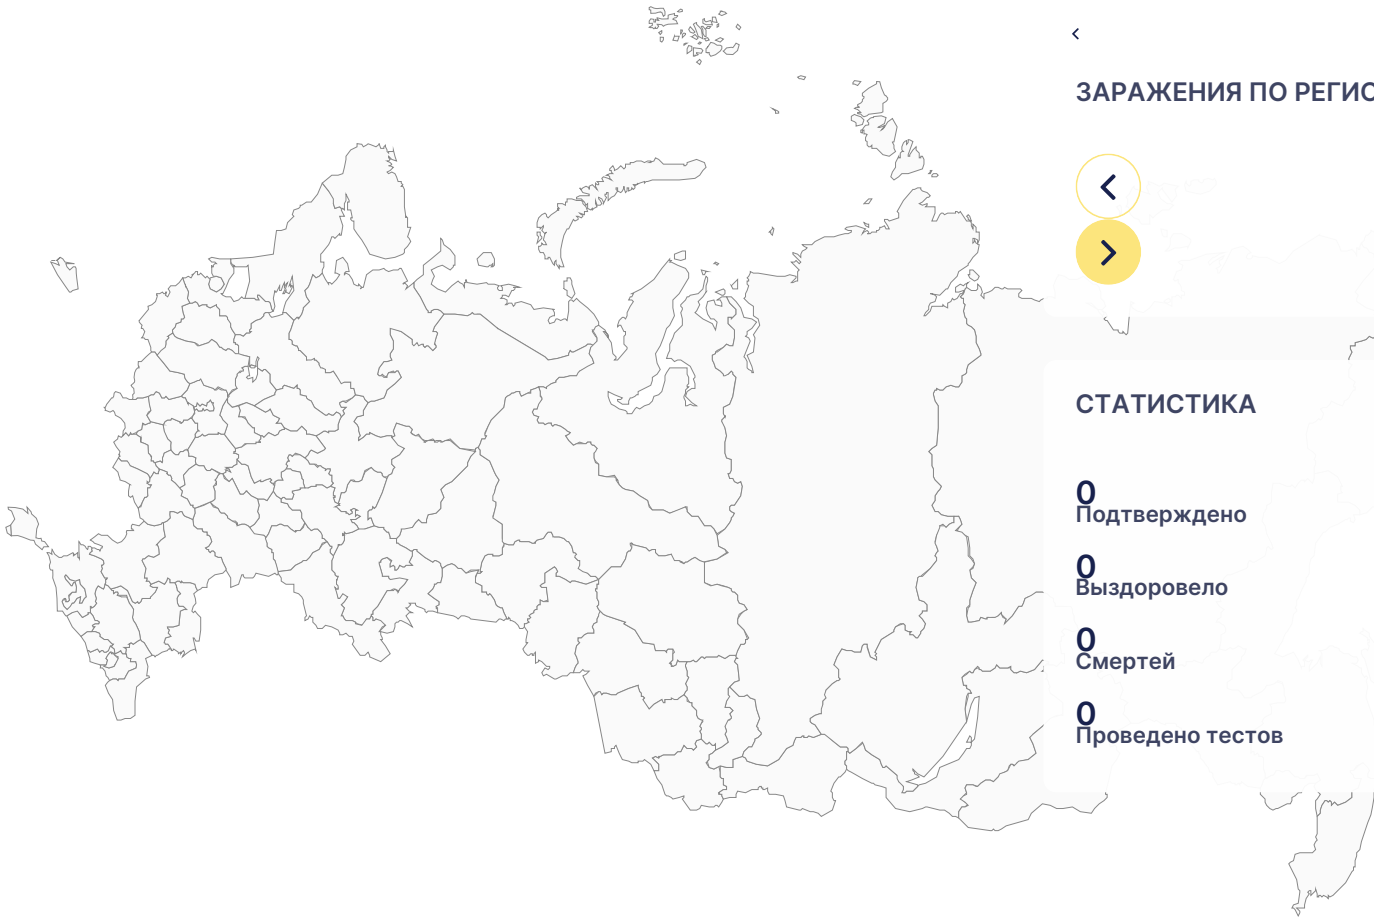 ЗАРАЖЕНИЯ ПО РЕГИО
СТАТИСТИКА
0
Подтверждено
0
Выздоровело
0
Смертей
0
Проведено тестов